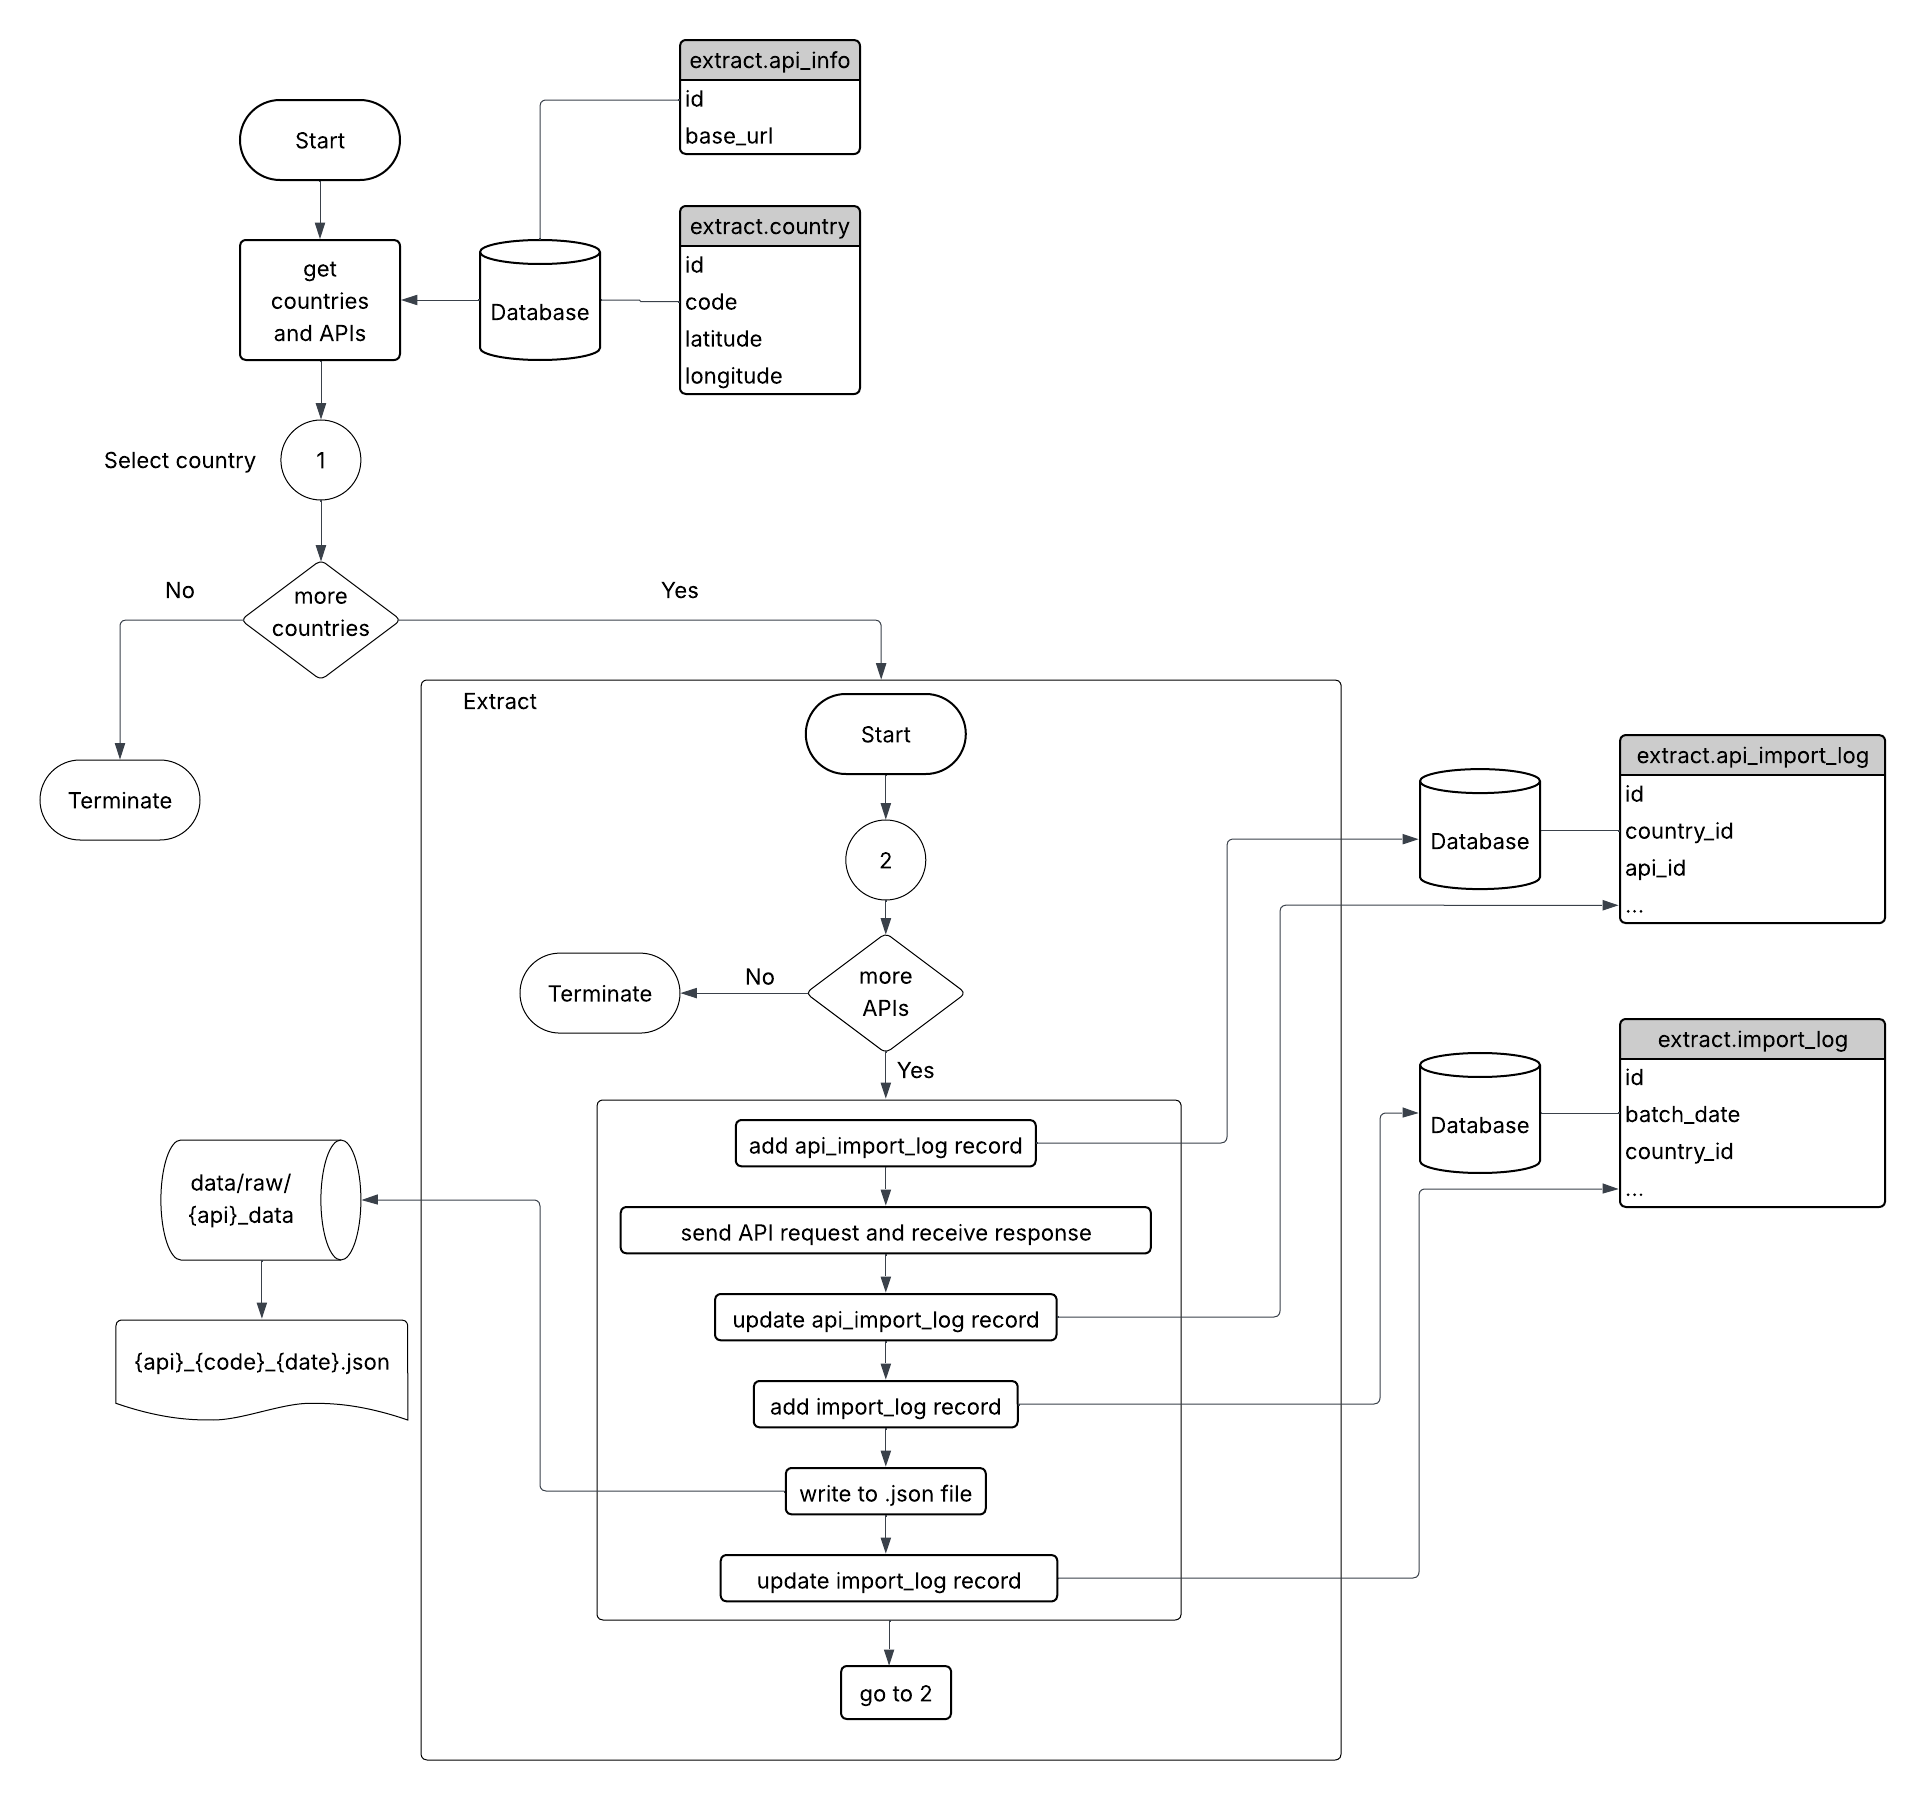 extract.api_info
id
base_url
Start
extract.country
id
code
latitude
longitude
get
countries
and APIs
Database
Select country
1
No
more
countries
Yes
Terminate
Extract
Start
2
more
APIs
No
Terminate
Yes
Database
extract.api_import_log
id
country_id
api_id
...
Database
extract.import_log
id
batch_date
country_id
...
add api_import_log record
send API request and receive response
update api_import_log record
add import_log record
write to .json file
update import_log record
go to 2
data/raw/
{api}_data
{api}_{code}_{date}.json